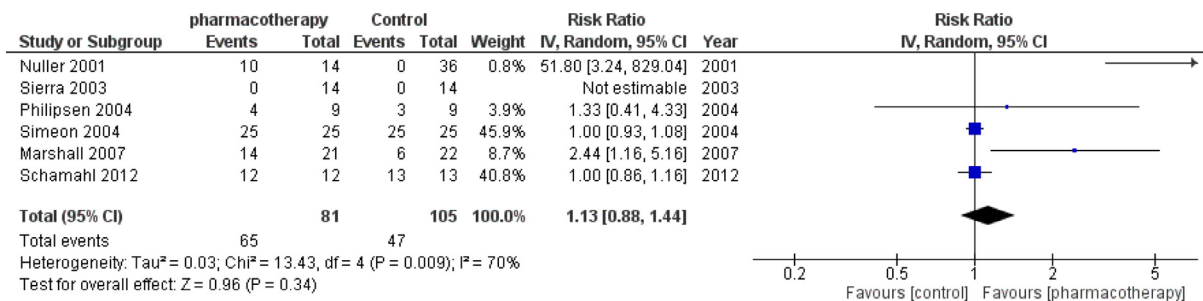 pharmacotherapy Control Risk Ratio Risk Ratio
Study or Subgroup Events Total Events Total Weight IV, Random, 95% CI Year IV, Random, 95% CI
Nuller 2001 10 14 0 36 0.8% 51.80 [3.24, 829.04] 2001
Sierra 2003 0 14 0 14 Not estimable 2003
Philipsen 2004 4 9 3 9 3.9% 1.33 [0.41, 4.33] 2004
Simeon 2004 25 25 25 25 45.9% 1.00 [0.93, 1.08] 2004
Marshall 2007 14 21 6 22 8.7% 2.44 [1.16, 5.16] 2007
Schamahl 2012 12 12 13 13 40.8% 1.00 [0.86, 1.16] 2012
Total (95% CI) 81 105 100.0% 1.13 [0.88, 1.44]
Total events 65 47
Heterogeneity: Tau² = 0.03; Chi² = 13.43, df = 4 (P = 0.009); I² = 70%
Test for overall effect: Z = 0.96 (P = 0.34)
0.2 0.5 1 2 5
Favours [control] Favours [pharmacotherapy]